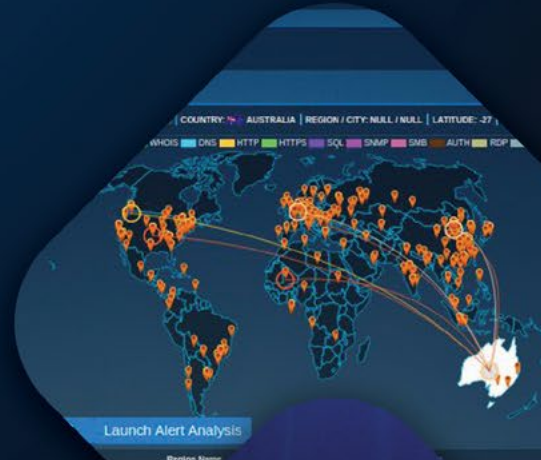 COUNTRY: AUSTRALIA | REGION / CITY: NULL / NULL | LATITUDE: -27 |
WHOIS DNS HTTP HTTPS SQL SNMP SMB AUTH RDP
Launch Alert Analysis
Region Name